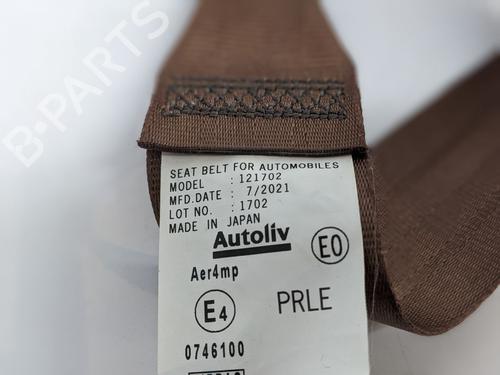 B-PARTS
SEAT BELT FOR AUTOMOBILES
MODEL : 121702
MFD.DATE : 7/2021
LOT NO. : 1702
MADE IN JAPAN
Autoliv
E0
Aer4mp
E4
PRLE
0746100